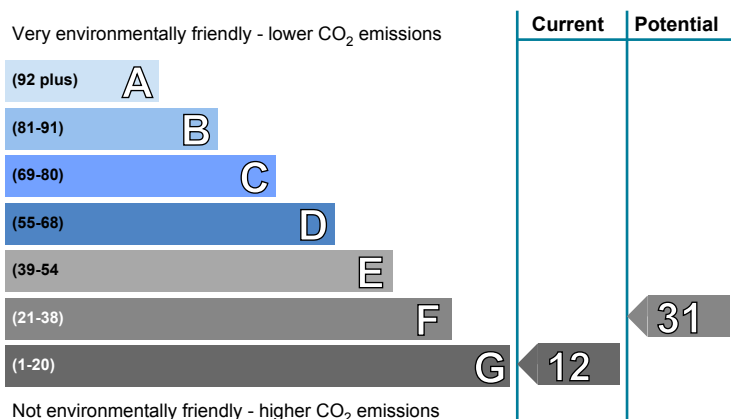 Very environmentally friendly - lower CO₂ emissions Current Potential
(92 plus) A
(81-91) B
(69-80) C
(55-68) D
(39-54 E
(21-38) F 31
(1-20) G 12
Not environmentally friendly - higher CO₂ emissions